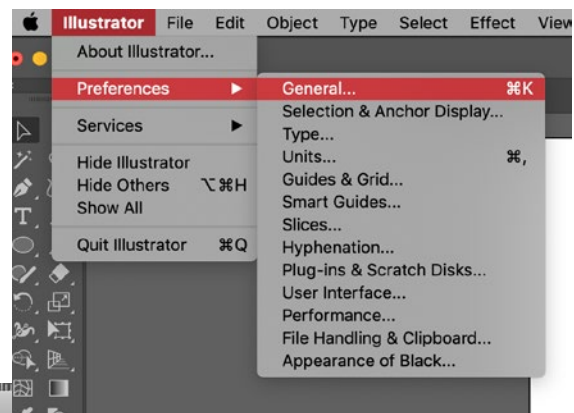 Illustrator File Edit Object Type Select Effect View
About Illustrator...
Preferences ▶
Services ▶
Hide Illustrator
Hide Others ⌥⌘H
Show All
Quit Illustrator ⌘Q
General... ⌘K
Selection & Anchor Display...
Type...
Units... ⌘,
Guides & Grid...
Smart Guides...
Slices...
Hyphenation...
Plug-ins & Scratch Disks...
User Interface...
Performance...
File Handling & Clipboard...
Appearance of Black...